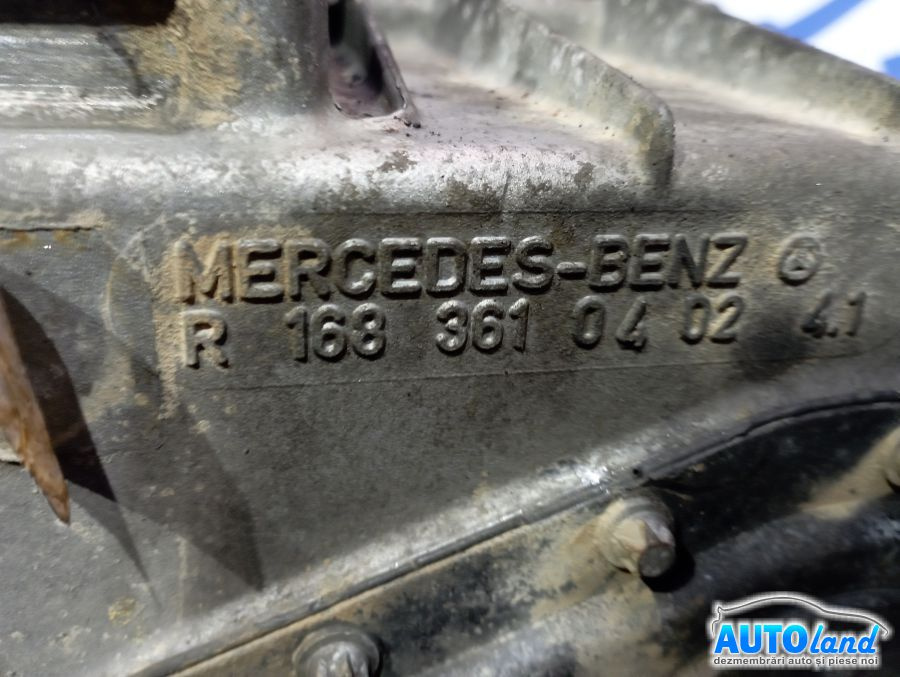 MERCEDES-BENZ
R 168 361 04 02 4.1
AUTOland
dezmembrări auto și piese noi